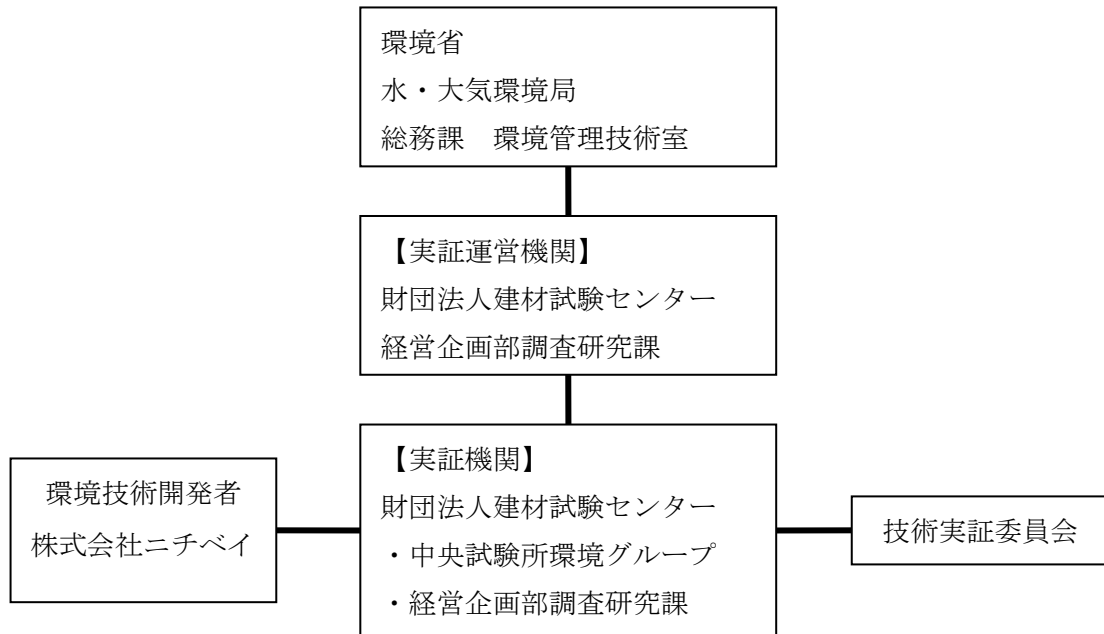 環境省
水・大気環境局
総務課　環境管理技術室
【実証運営機関】
財団法人建材試験センター
経営企画部調査研究課
環境技術開発者
株式会社ニチベイ
【実証機関】
財団法人建材試験センター
・中央試験所環境グループ
・経営企画部調査研究課
技術実証委員会